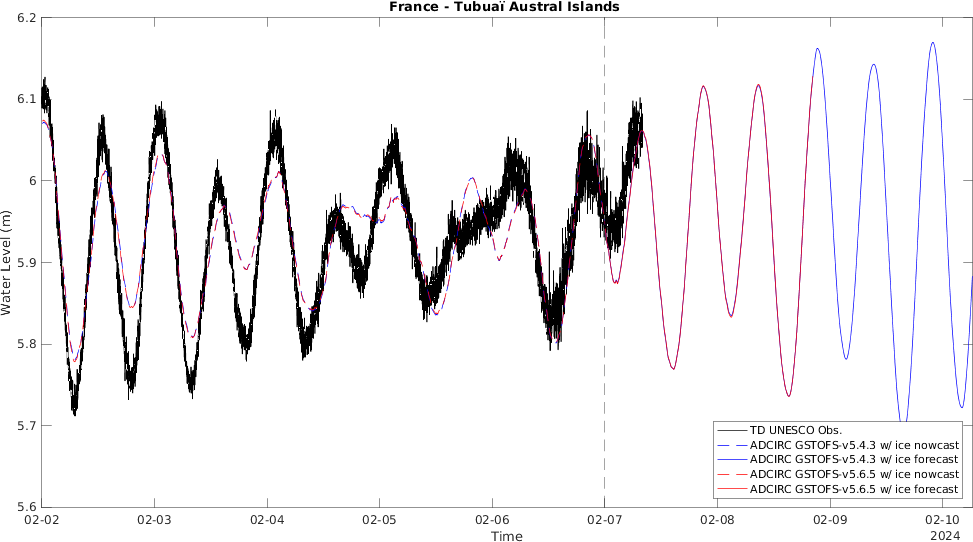 France - Tubuaï Austral Islands
6.2
6.1
6
5.9
5.8
5.7
5.6
Water Level (m)
TD UNESCO Obs.
ADCIRC GSTOFS-v5.4.3 w/ ice nowcast
ADCIRC GSTOFS-v5.4.3 w/ ice forecast
ADCIRC GSTOFS-v5.6.5 w/ ice nowcast
ADCIRC GSTOFS-v5.6.5 w/ ice forecast
02-02 02-03 02-04 02-05 02-06 02-07 02-08 02-09 02-10
Time 2024